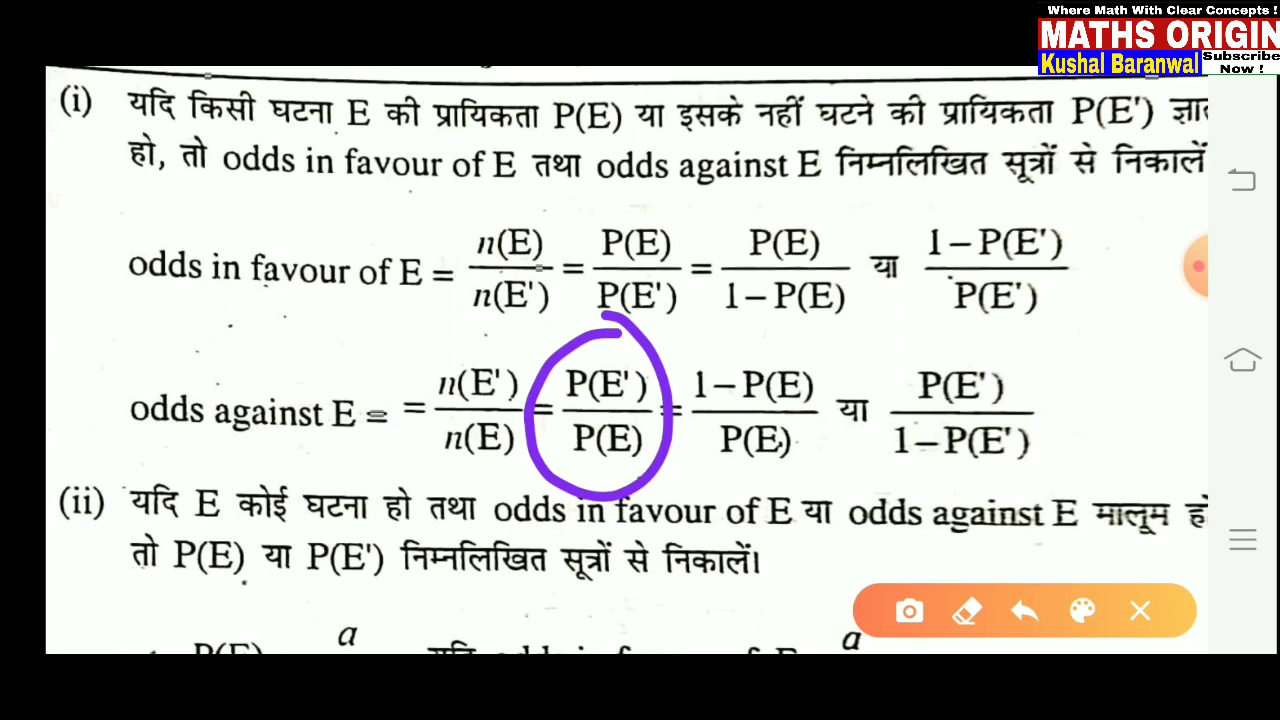 Where Math With Clear Concepts !
MATHS ORIGIN
Kushal Baranwal Subscribe Now !
(i) यदि किसी घटना E की प्रायिकता P(E) या इसके नहीं घटने की प्रायिकता P(E')
हो, तो odds in favour of E तथा odds against E निम्नलिखित सूत्रों से निकालें
odds in favour of E = n(E)/n(E') = P(E)/P(E') = P(E)/1-P(E) या 1-P(E')/P(E')
odds against E = = n(E')/n(E) = P(E')/P(E) = 1-P(E)/P(E) या P(E')/1-P(E')
(ii) यदि E कोई घटना हो तथा odds in favour of E या odds against E मालूम
तो P(E) या P(E') निम्नलिखित सूत्रों से निकालें।
a a